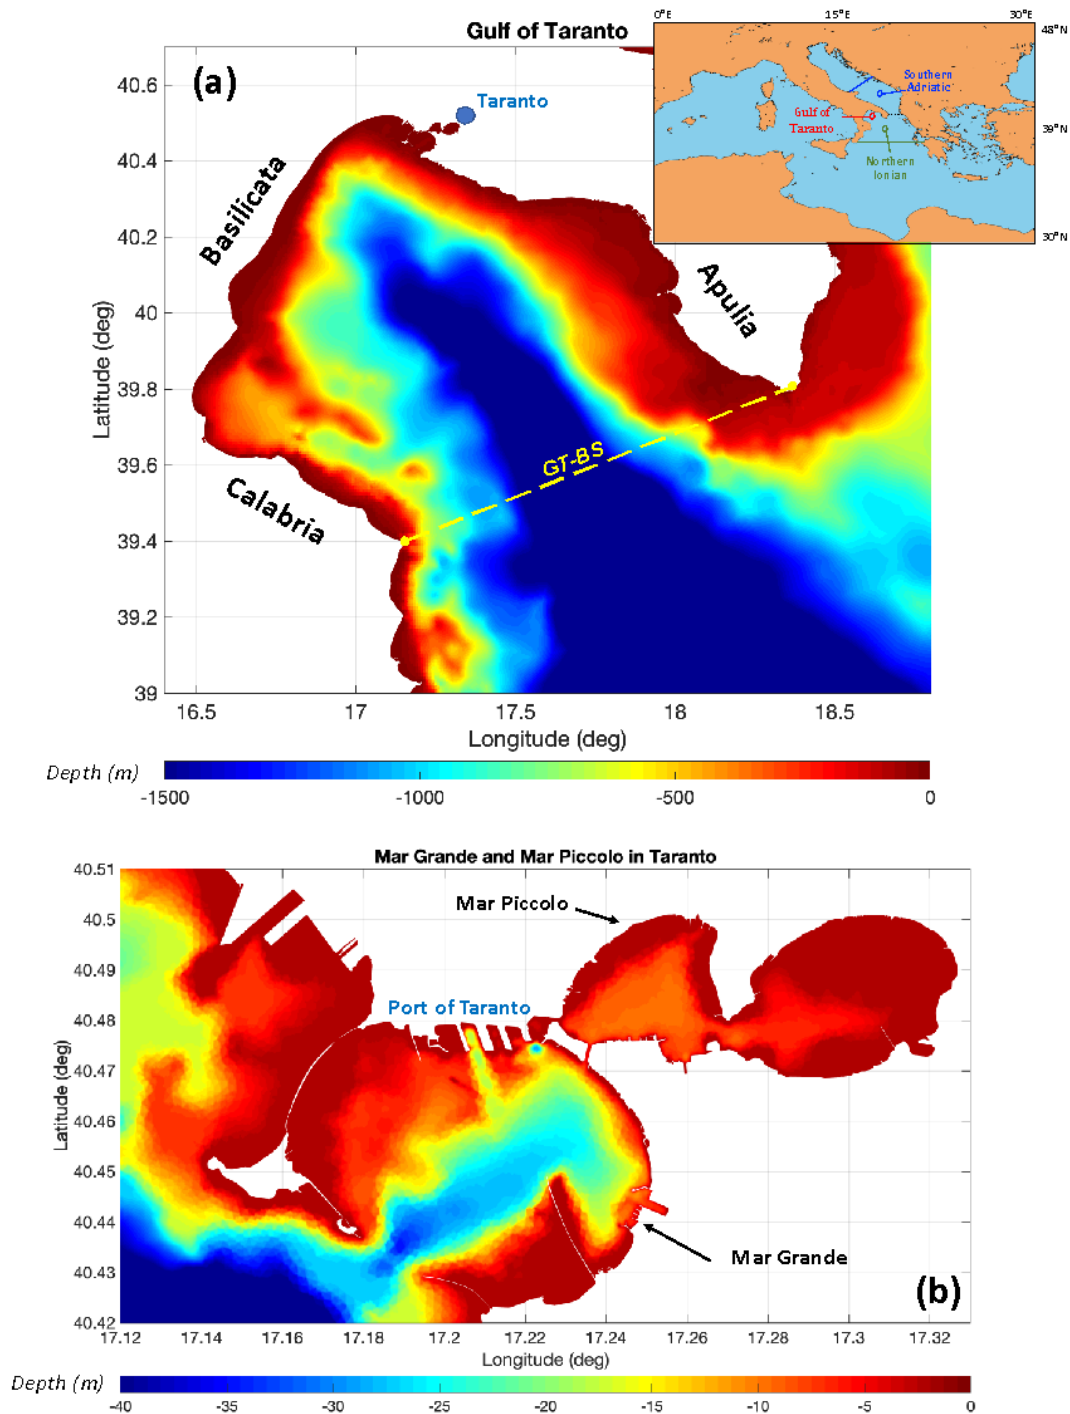 Gulf of Taranto
(a)
0°E
15°E
30°E
48°N
39°N
30°N
Southern
Adriatic
Gulf of
Taranto
Northern
Ionian
Taranto
Basilicata
Apulia
Calabria
GT-BS
40.6
40.4
40.2
40
39.8
39.6
39.4
39.2
39
Latitude (deg)
16.5
17
17.5
18
18.5
Longitude (deg)
Depth (m)
-1500
-1000
-500
0
Mar Grande and Mar Piccolo in Taranto
40.51
40.5
40.49
40.48
40.47
40.46
40.45
40.44
40.43
40.42
Latitude (deg)
Mar Piccolo
Port of Taranto
Mar Grande
(b)
17.12
17.14
17.16
17.18
17.2
17.22
17.24
17.26
17.28
17.3
17.32
Longitude (deg)
Depth (m)
-40
-35
-30
-25
-20
-15
-10
-5
0